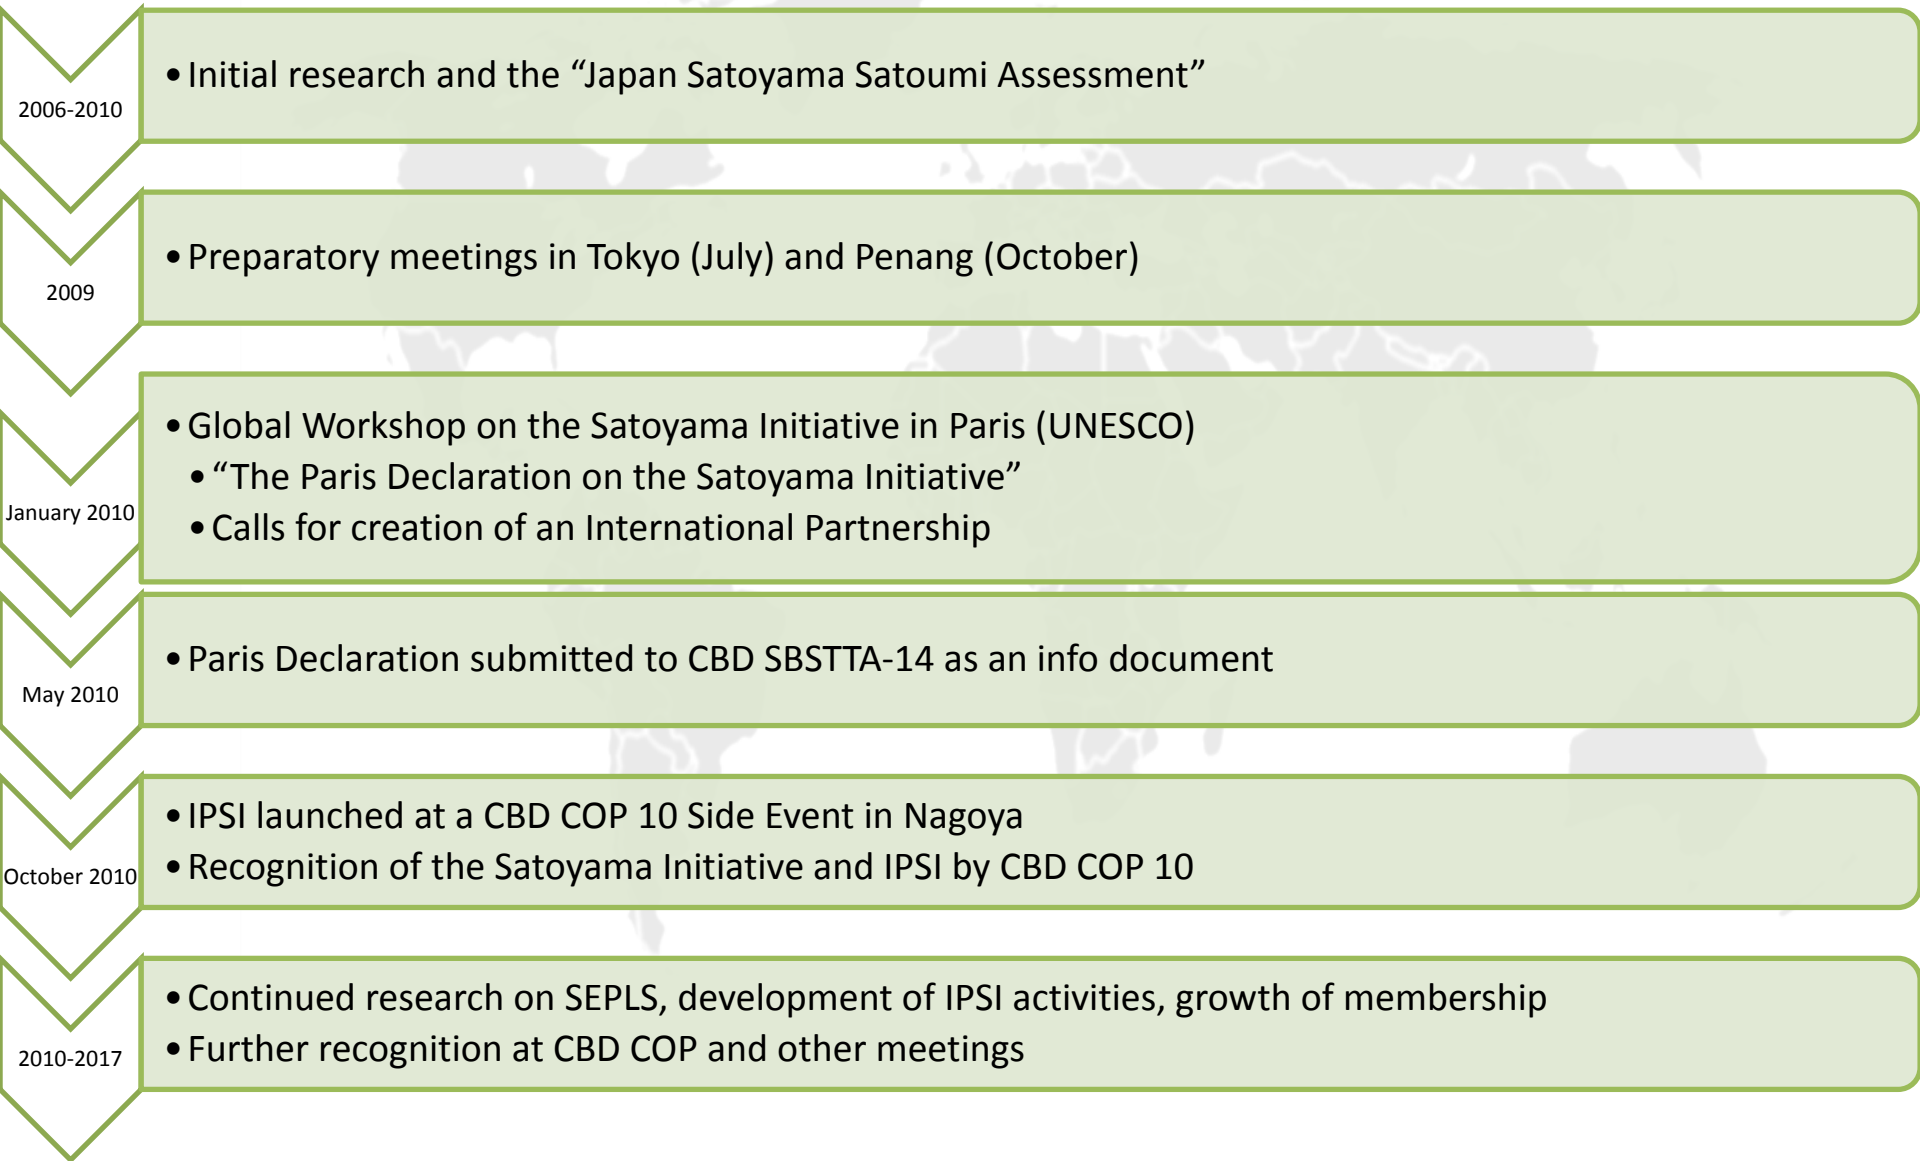 2006-2010
•Initial research and the “Japan Satoyama Satoumi Assessment”
2009
•Preparatory meetings in Tokyo (July) and Penang (October)
January 2010
•Global Workshop on the Satoyama Initiative in Paris (UNESCO)
•“The Paris Declaration on the Satoyama Initiative”
•Calls for creation of an International Partnership
May 2010
•Paris Declaration submitted to CBD SBSTTA-14 as an info document
October 2010
•IPSI launched at a CBD COP 10 Side Event in Nagoya
•Recognition of the Satoyama Initiative and IPSI by CBD COP 10
2010-2017
•Continued research on SEPLS, development of IPSI activities, growth of membership
•Further recognition at CBD COP and other meetings